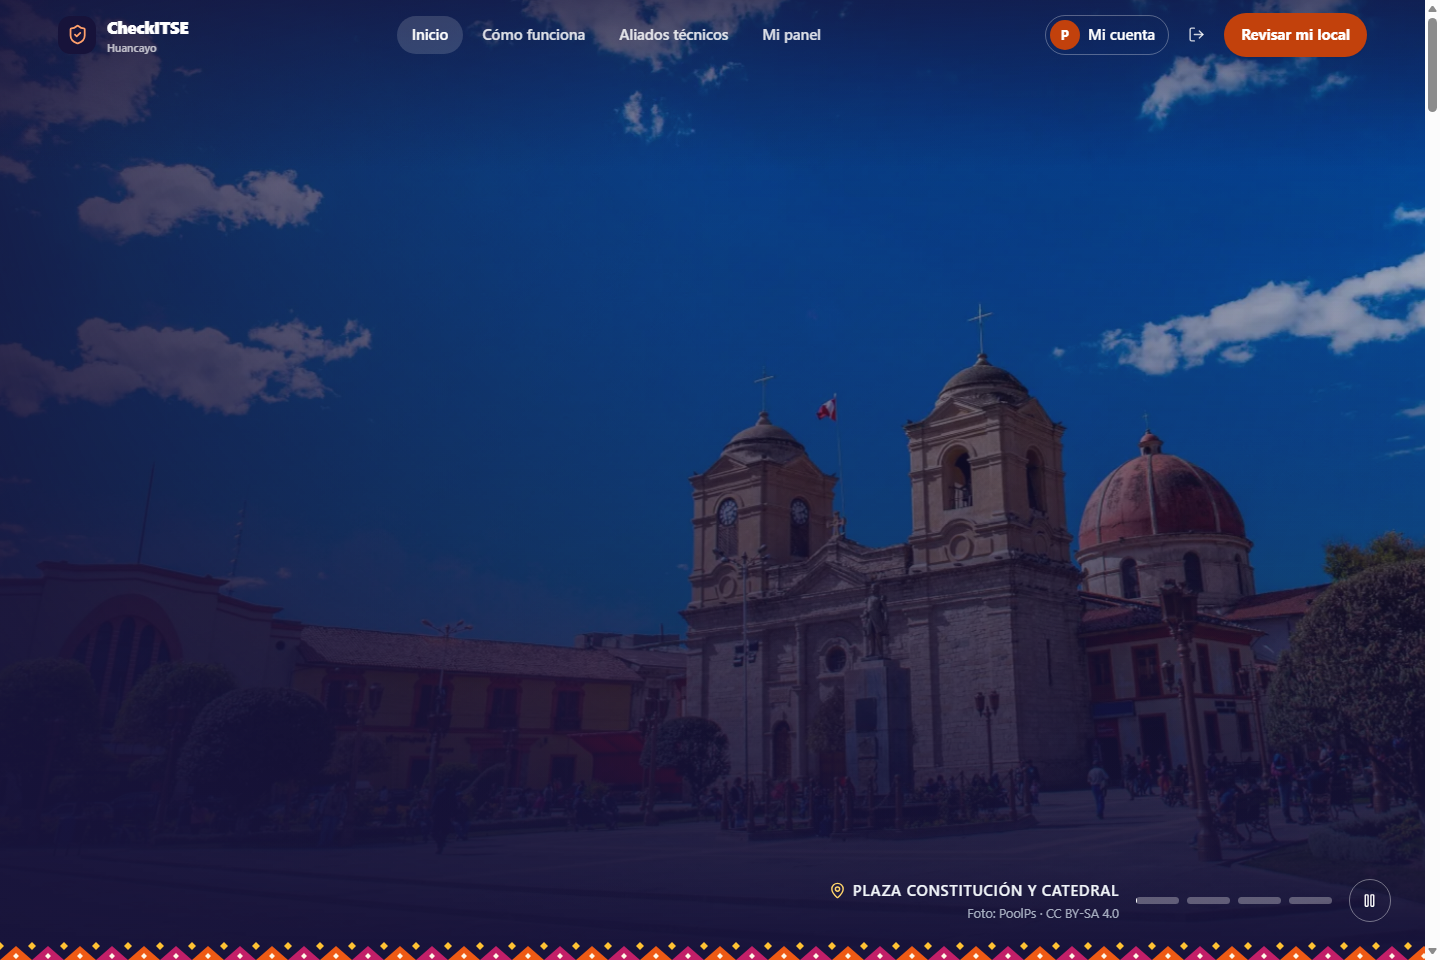 CheckITSE
Huancayo
Inicio
Cómo funciona
Aliados técnicos
Mi panel
P
Mi cuenta
Revisar mi local
PLAZA CONSTITUCIÓN Y CATEDRAL
Foto: PoolPs · CC BY-SA 4.0